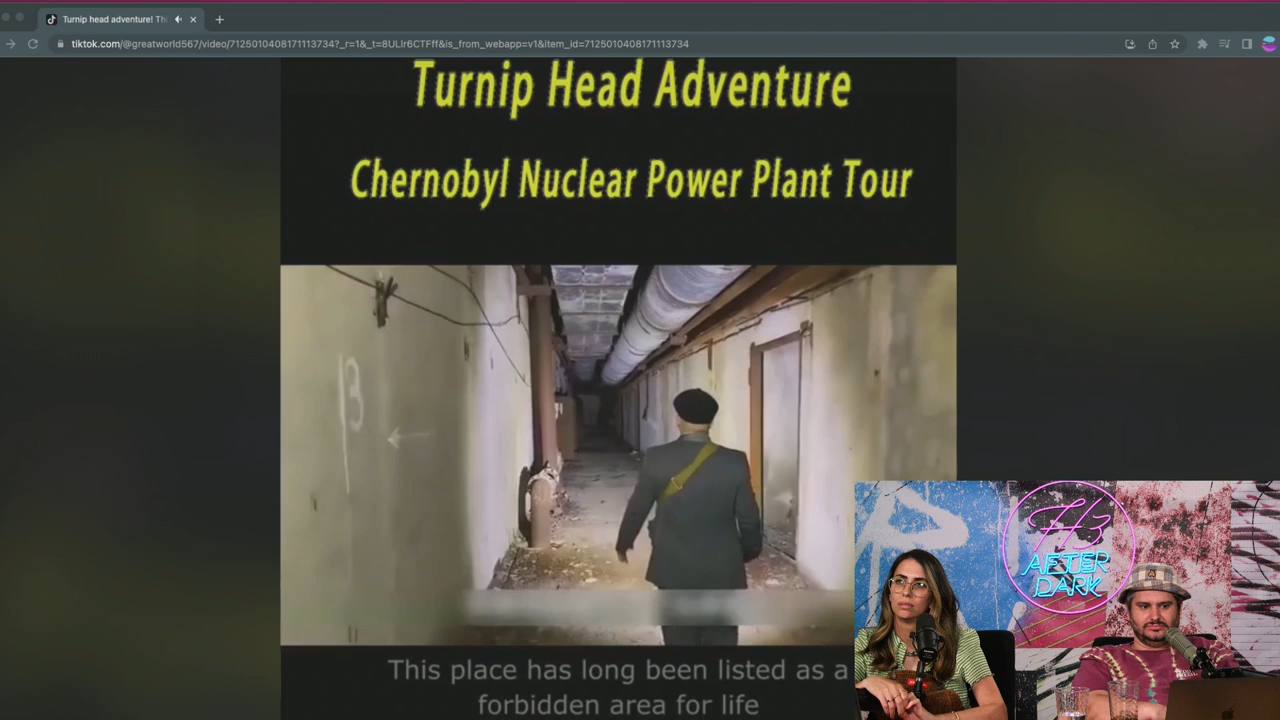 Turnip head adventure! Thi
tiktok.com/@greatworld567/video/7125010408171113734?_r=1&_t=8ULIr6CTFff&is_from_webapp=v1&item_id=7125010408171113734
Turnip Head Adventure
Chernobyl Nuclear Power Plant Tour
13
This place has long been listed as a
forbidden area for life
H3
AFTER
DARK